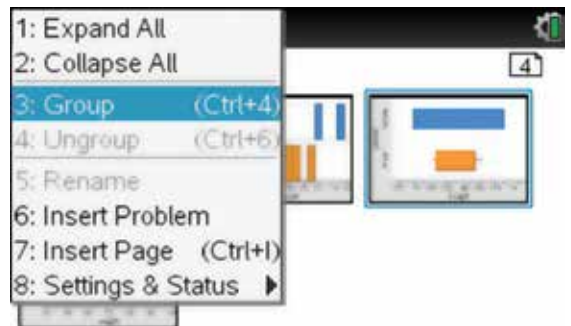 1: Expand All
2: Collapse All
4
3: Group (Ctrl+4)
4: Ungroup (Ctrl+6)
5: Rename
6: Insert Problem
7: Insert Page (Ctrl+I)
8: Settings & Status